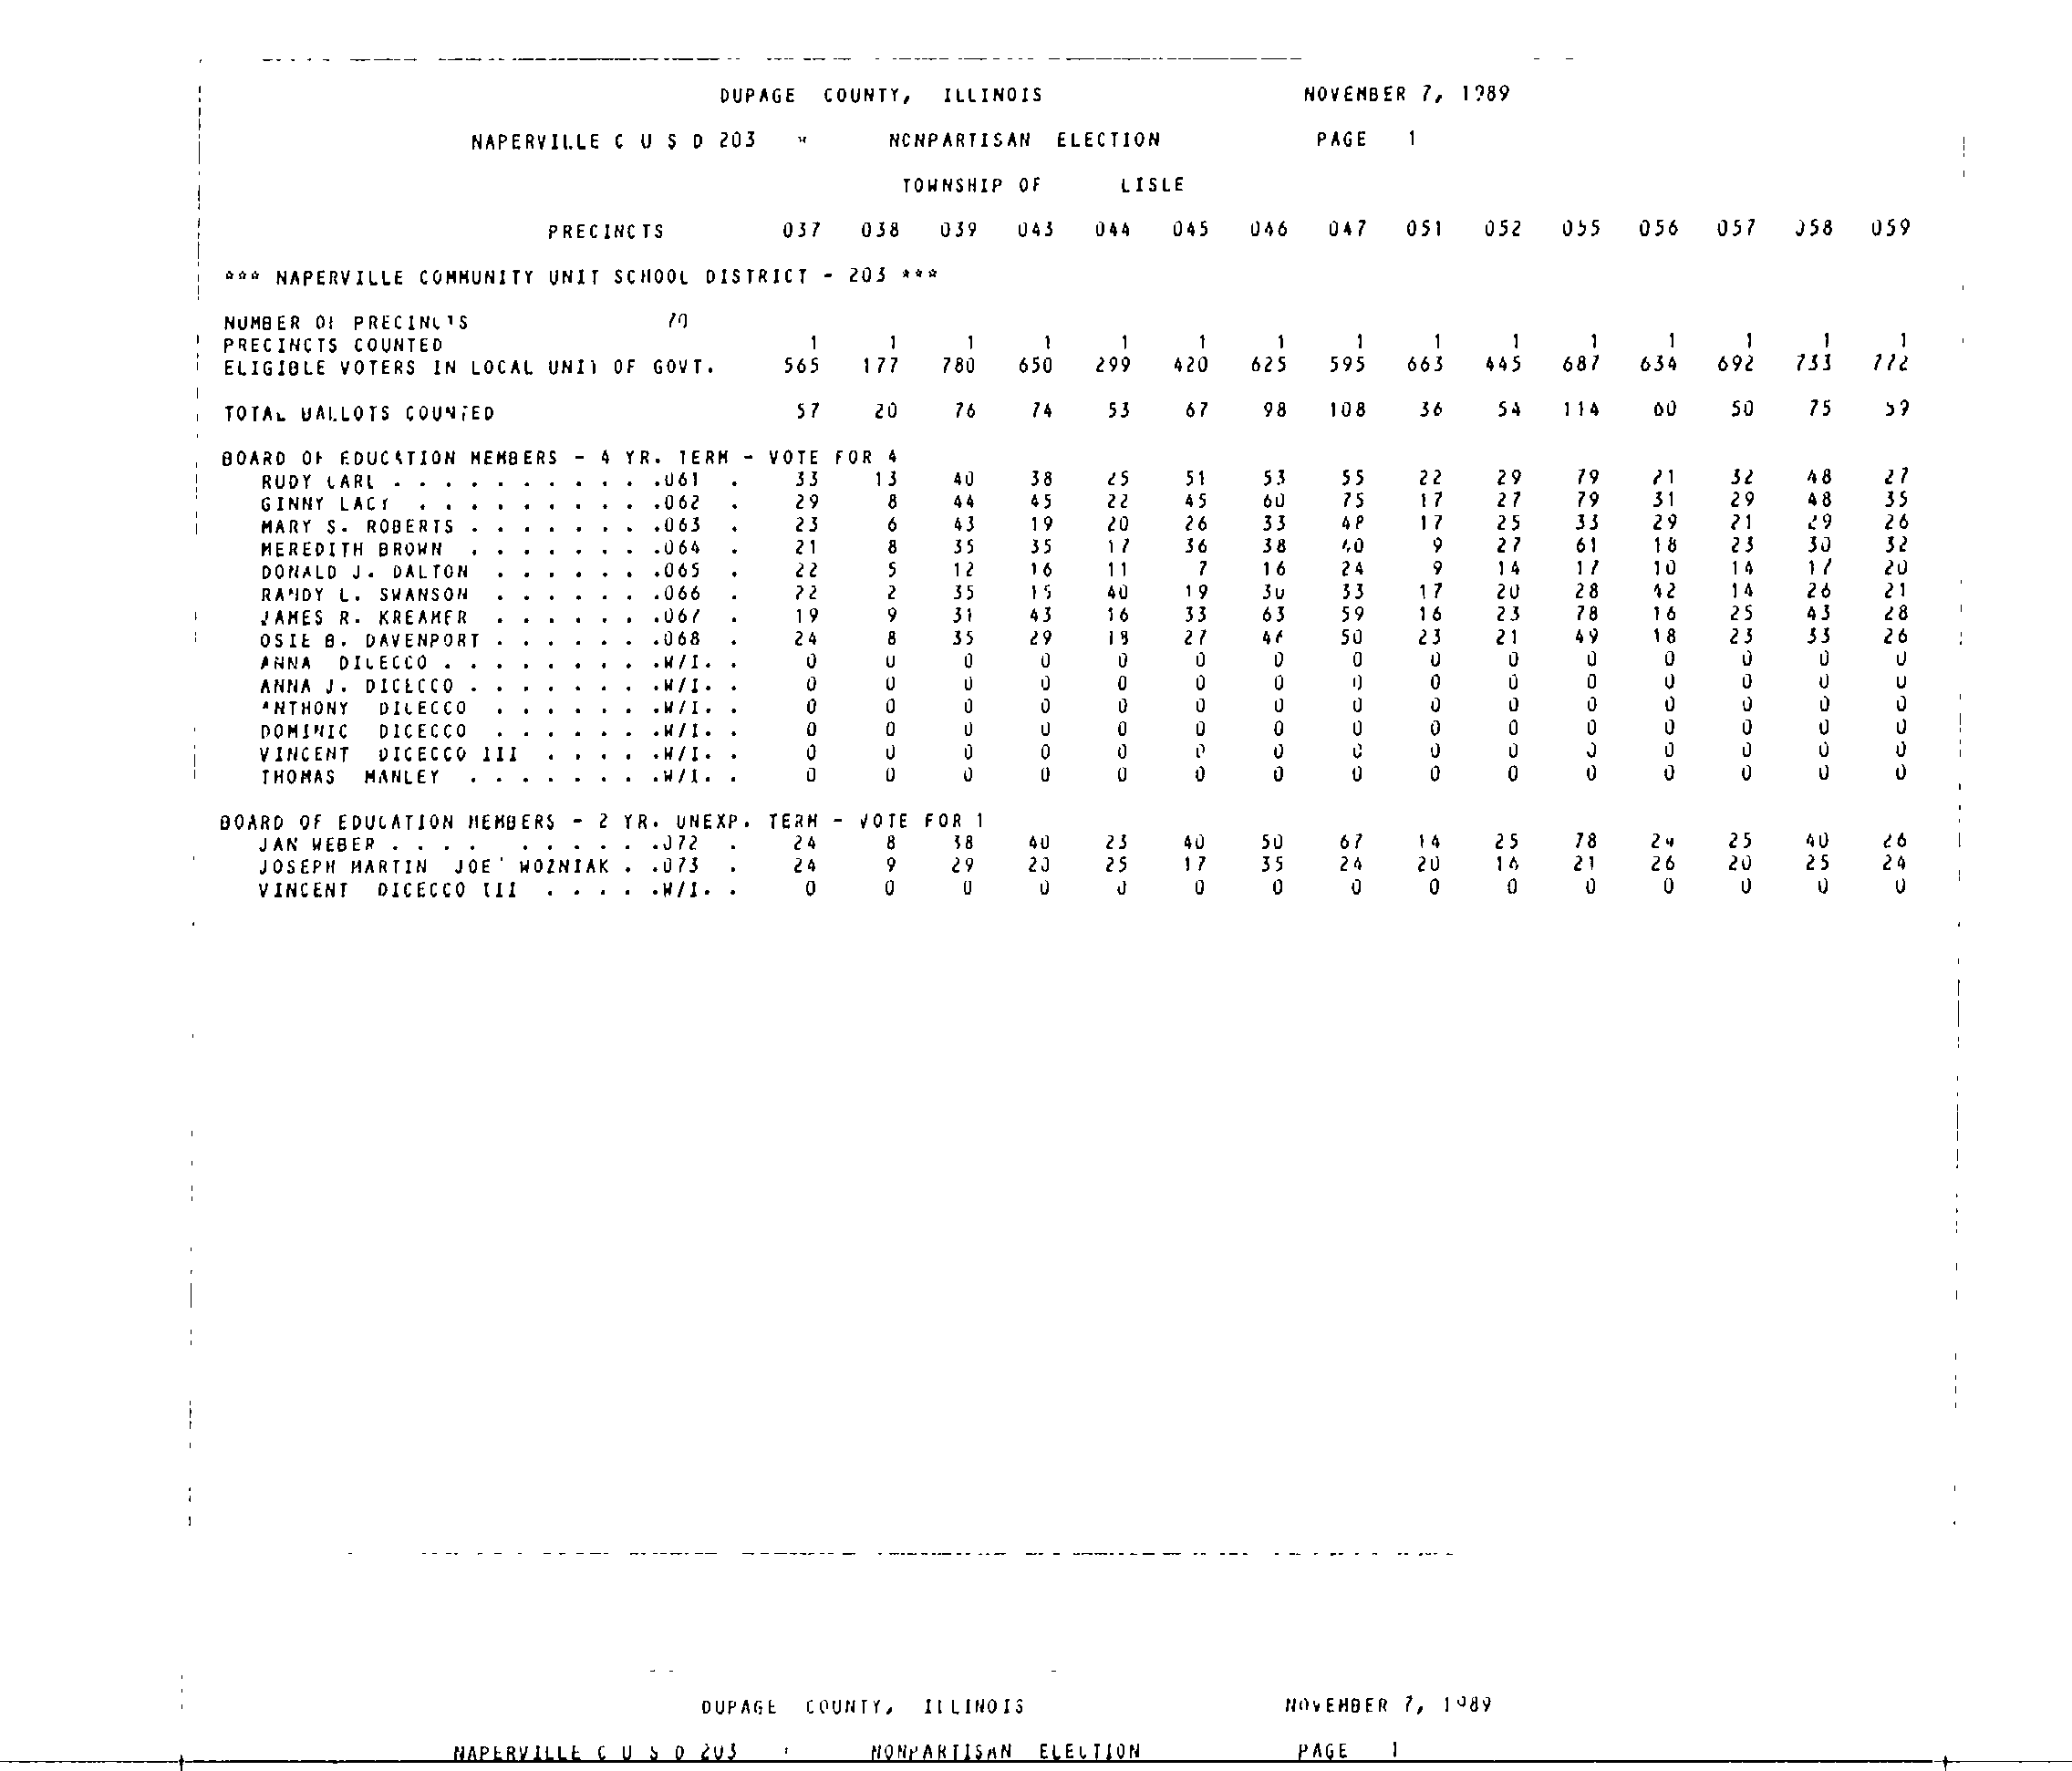 DUPAGE COUNTY, ILLINOIS NOVEMBER 7, 1989
NAPERVILLE C U S D 203 NONPARTISAN ELECTION PAGE 1
TOWNSHIP OF LISLE
PRECINCTS 037 038 039 043 044 045 046 047 051 052 055 056 057 058 059
*** NAPERVILLE COMMUNITY UNIT SCHOOL DISTRICT - 203 ***
NUMBER OF PRECINCTS 70
PRECINCTS COUNTED 1 1 1 1 1 1 1 1 1 1 1 1 1 1 1
ELIGIBLE VOTERS IN LOCAL UNIT OF GOVT. 565 177 780 650 299 420 625 595 663 445 687 634 692 733 772
TOTAL BALLOTS COUNTED 57 20 76 74 53 67 98 108 36 54 114 60 50 75 59
BOARD OF EDUCATION MEMBERS - 4 YR. TERM - VOTE FOR 4
RUDY CARL . . . . . . . . . . .061 . 33 13 40 38 25 51 53 55 22 29 79 21 32 48 27
GINNY LACY . . . . . . . . . .062 . 29 8 44 45 22 45 60 75 17 27 79 31 29 48 35
MARY S. ROBERTS . . . . . . . .063 . 23 6 43 19 20 26 33 48 17 25 33 29 21 29 26
MEREDITH BROWN . . . . . . . .064 . 21 8 35 35 17 36 38 40 9 27 61 18 23 30 32
DONALD J. DALTON . . . . . . .065 . 22 5 12 16 11 7 16 24 9 14 17 10 14 17 20
RANDY L. SWANSON . . . . . . .066 . 22 2 35 15 40 19 30 33 17 20 28 42 14 26 21
JAMES R. KREAMER . . . . . . .067 . 19 9 31 43 16 33 63 59 16 23 78 16 25 43 28
OSIE B. DAVENPORT . . . . . . .068 . 24 8 35 29 18 27 46 50 23 21 49 18 23 33 26
ANNA DICECCO . . . . . . . . .W/I. . 0 0 0 0 0 0 0 0 0 0 0 0 0 0 0
ANNA J. DICECCO . . . . . . . .W/I. . 0 0 0 0 0 0 0 0 0 0 0 0 0 0 0
ANTHONY DICECCO . . . . . . .W/I. . 0 0 0 0 0 0 0 0 0 0 0 0 0 0 0
DOMINIC DICECCO . . . . . . .W/I. . 0 0 0 0 0 0 0 0 0 0 0 0 0 0 0
VINCENT DICECCO III . . . . .W/I. . 0 0 0 0 0 0 0 0 0 0 0 0 0 0 0
THOMAS MANLEY . . . . . . . .W/I. . 0 0 0 0 0 0 0 0 0 0 0 0 0 0 0
BOARD OF EDUCATION MEMBERS - 2 YR. UNEXP. TERM - VOTE FOR 1
JAN WEBER . . . . . . . . . .072 . 24 8 38 40 23 40 50 67 14 25 78 25 40 26
JOSEPH MARTIN JOE' WOZNIAK . .073 . 24 9 29 20 25 17 35 24 20 16 21 26 20 25 24
VINCENT DICECCO III . . . . .W/I. . 0 0 0 0 0 0 0 0 0 0 0 0 0 0 0
DUPAGE COUNTY, ILLINOIS NOVEMBER 7, 1989
NAPERVILLE C U S D 203 NONPARTISAN ELECTION PAGE 1